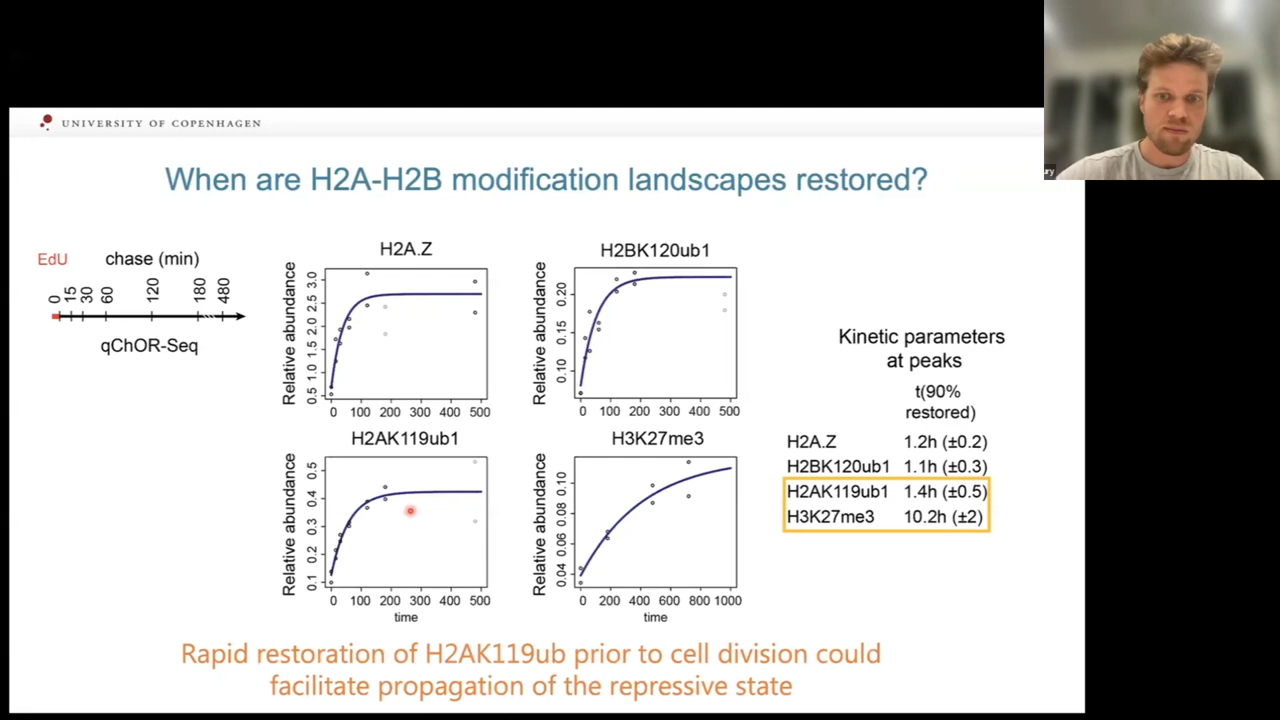 UNIVERSITY OF COPENHAGEN
When are H2A-H2B modification landscapes restored?
EdU
chase (min)
0 15 30 60 120 180 480
qChOR-Seq
H2A.Z
Relative abundance
0.5 1.0 1.5 2.0 2.5 3.0
0 100 200 300 400 500
H2BK120ub1
Relative abundance
0.10 0.15 0.20
0 100 200 300 400 500
H2AK119ub1
Relative abundance
0.1 0.2 0.3 0.4 0.5
0 100 200 300 400 500
time
H3K27me3
Relative abundance
0.04 0.06 0.08 0.10
0 200 400 600 800 1000
time
Kinetic parameters
at peaks
t(90%
restored)
H2A.Z 1.2h (±0.2)
H2BK120ub1 1.1h (±0.3)
H2AK119ub1 1.4h (±0.5)
H3K27me3 10.2h (±2)
Rapid restoration of H2AK119ub prior to cell division could
facilitate propagation of the repressive state